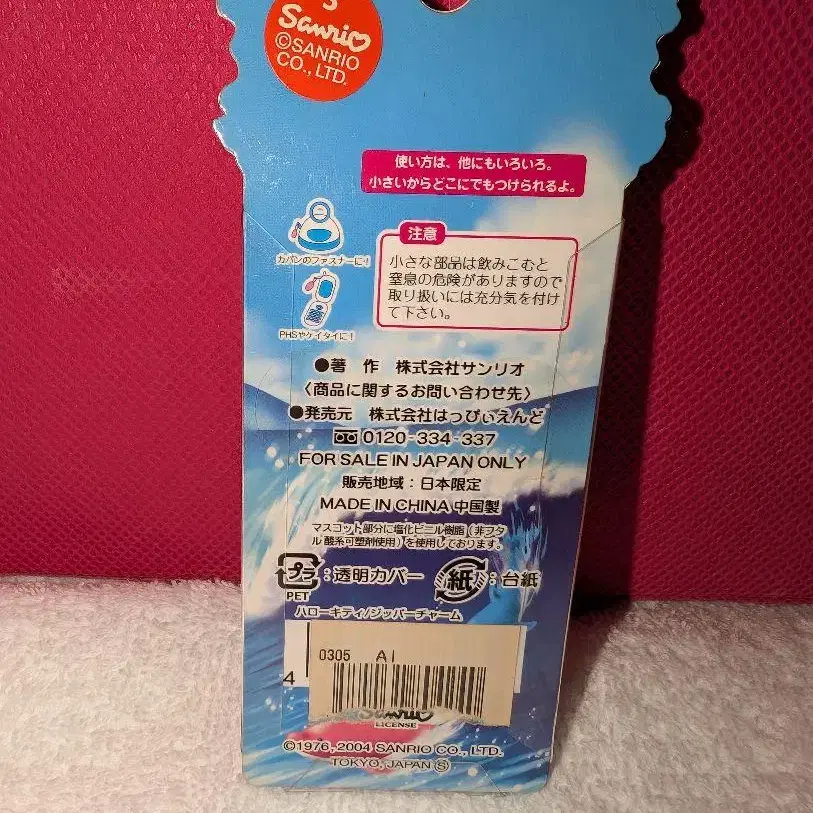 Sanrio
©SANRIO
CO., LTD.
使い方は、他にもいろいろ。
小さいからどこにでもつけられるよ。
カバンのファスナーに!
PHSやケイタイに!
注意
小さな部品は飲みこむと
窒息の危険がありますので
取り扱いには充分気を付け
て下さい。
●著 作 株式会社サンリオ
〈商品に関するお問い合わせ先〉
●発売元 株式会社はっぴぃえんど
0120-334-337
FOR SALE IN JAPAN ONLY
販売地域:日本限定
MADE IN CHINA 中国製
マスコット部分に塩化ビニル樹脂(非フタ
ル酸系可塑剤使用)を使用しております。
プラ:透明カバー 紙:台紙
PET
ハローキティ/ジッパーチャーム
0305 AI
4
Sanrio
LICENSE
©1976, 2004 SANRIO CO., LTD.
TOKYO, JAPAN Ⓢ